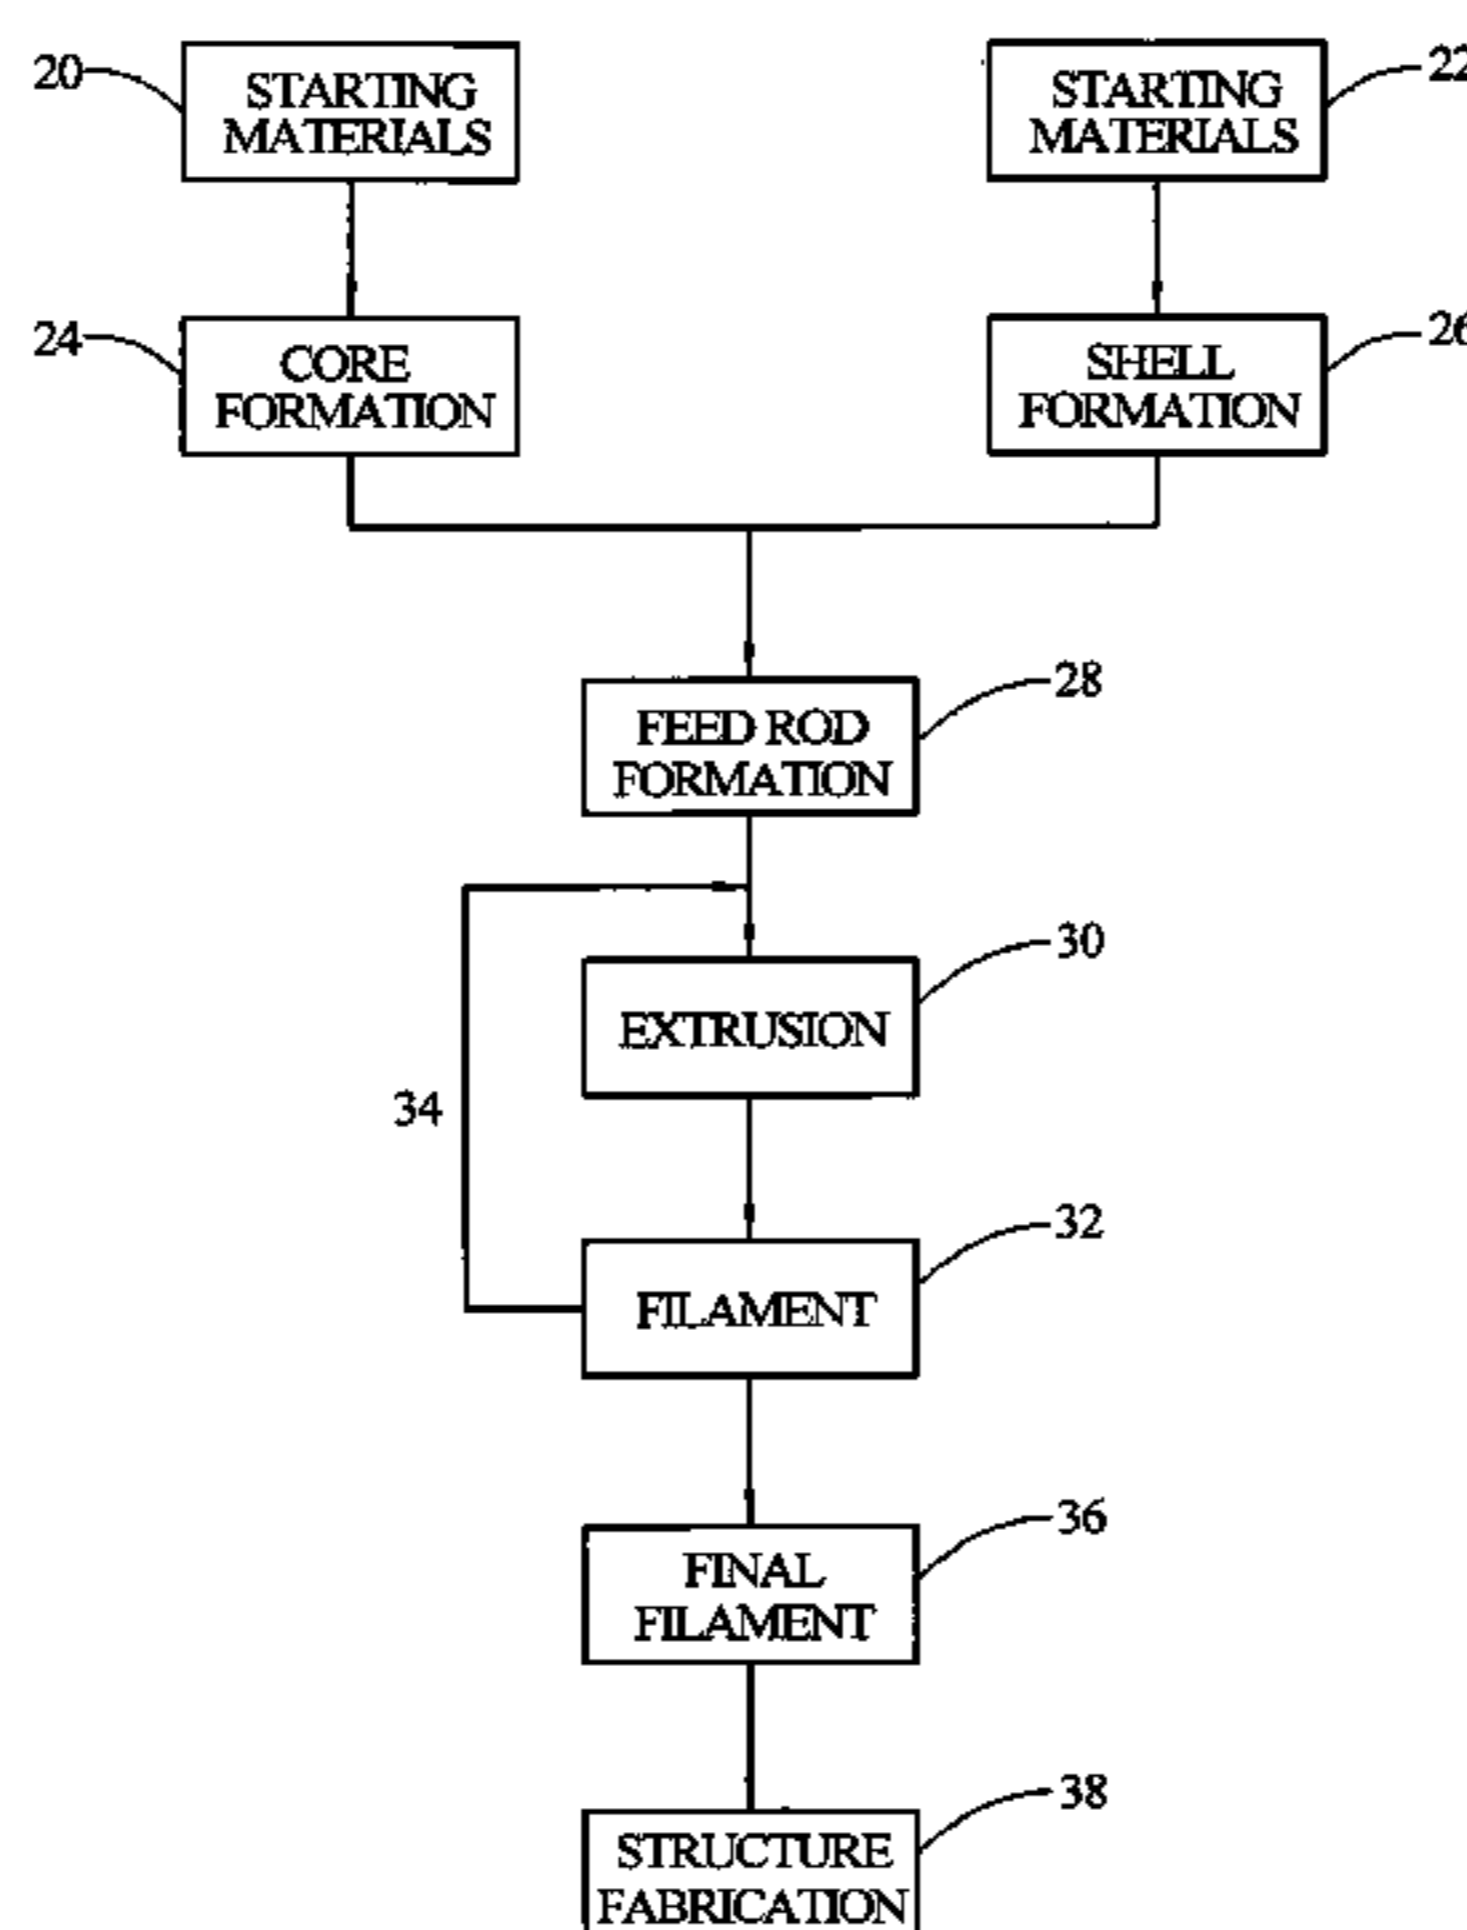 20
STARTING
MATERIALS
STARTING
MATERIALS
22
24
CORE
FORMATION
SHELL
FORMATION
26
FEED ROD
FORMATION
28
30
EXTRUSION
34
32
FILAMENT
36
FINAL
FILAMENT
38
STRUCTURE
FABRICATION